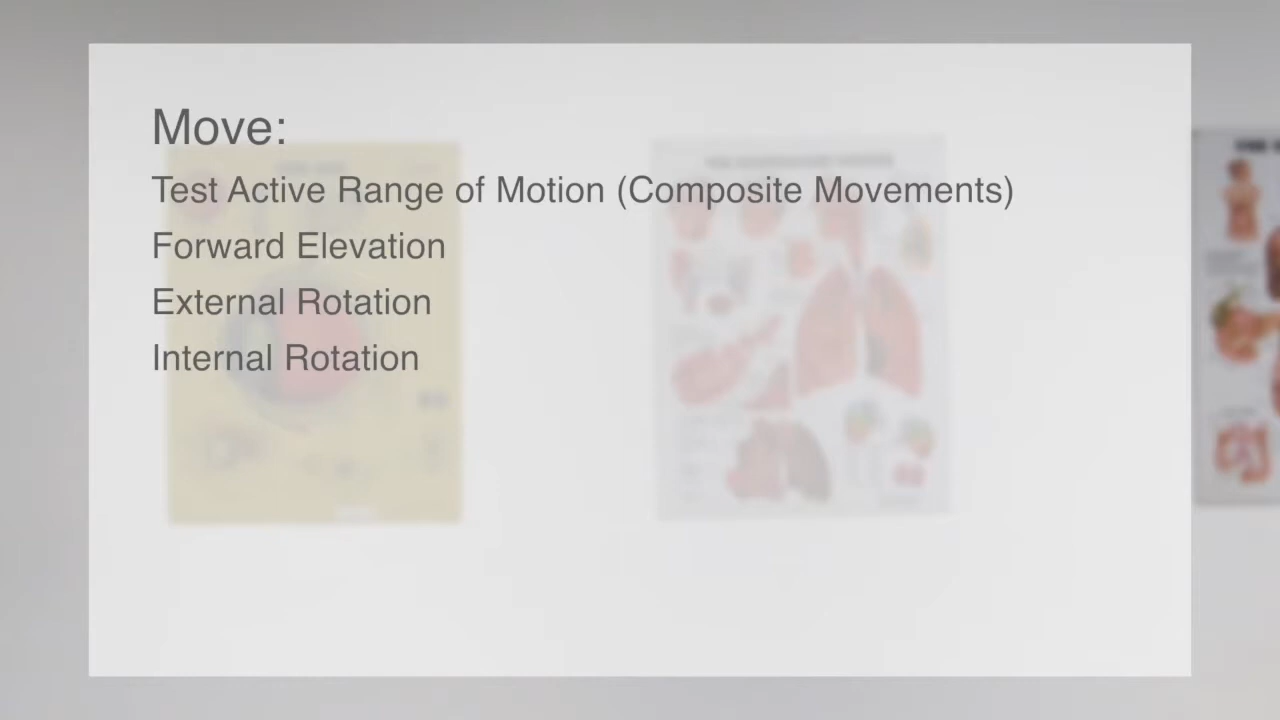 Move:
Test Active Range of Motion (Composite Movements)
Forward Elevation
External Rotation
Internal Rotation